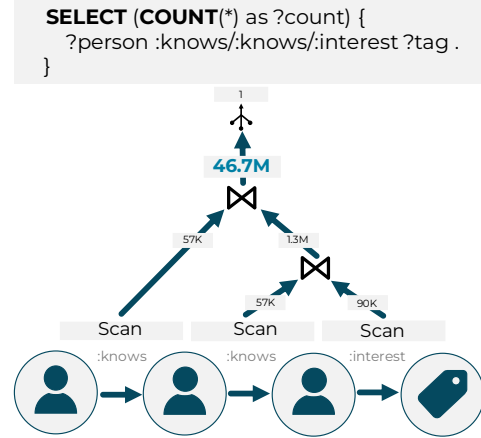 SELECT (COUNT(*) as ?count) {
?person :knows/:knows/:interest ?tag .
}
1
46.7M
57K
1.3M
57K
90K
Scan
Scan
Scan
:knows
:knows
:interest